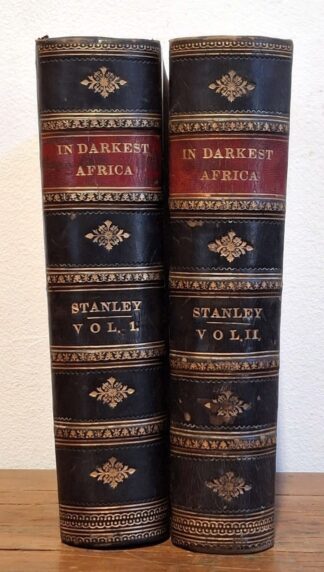 IN DARKEST
AFRICA
STANLEY
VOL. I.
IN DARKEST
AFRICA
STANLEY
VOL. II.